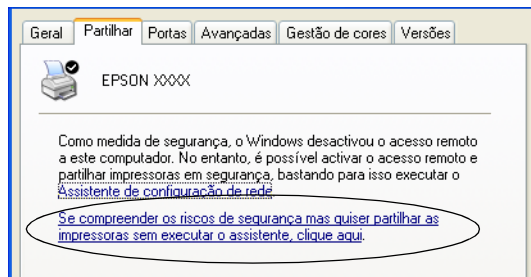 Geral Partilhar Portas Avançadas Gestão de cores Versões
EPSON XXXX
Como medida de segurança, o Windows desactivou o acesso remoto
a este computador. No entanto, é possível activar o acesso remoto e
partilhar impressoras em segurança, bastando para isso executar o
Assistente de configuração de rede
Se compreender os riscos de segurança mas quiser partilhar as
impressoras sem executar o assistente, clique aqui.